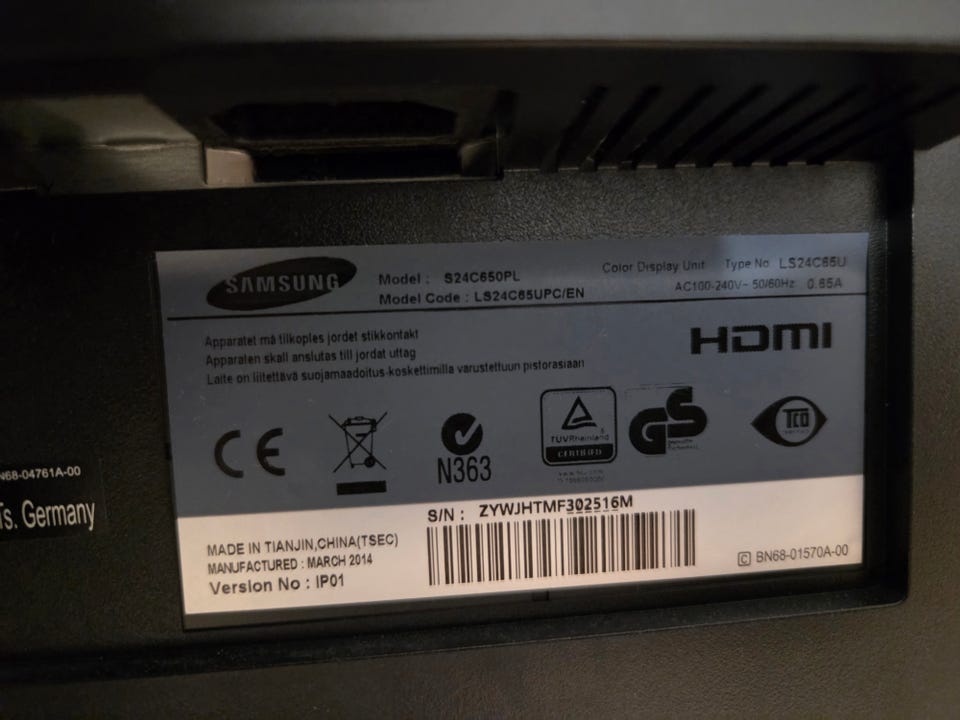 SAMSUNG
Model : S24C650PL
Model Code : LS24C65UPC/EN
Color Display Unit Type No LS24C65U
AC100-240V~ 50/60Hz 0.65A
Apparatet må tilkoples jordet stikkontakt
Apparaten skall anslutas till jordat uttag
Laite on liitettävä suojamaadoitus-koskettimilla varustettuun pistorasiaan
HDMI
CE
N363
TUVRheinland
CERTIFIED
GS
TCO
N68-04761A-00
Ts. Germany
S/N : ZYWJHTMF302516M
MADE IN TIANJIN,CHINA(TSEC)
MANUFACTURED : MARCH 2014
Version No : IP01
C BN68-01570A-00